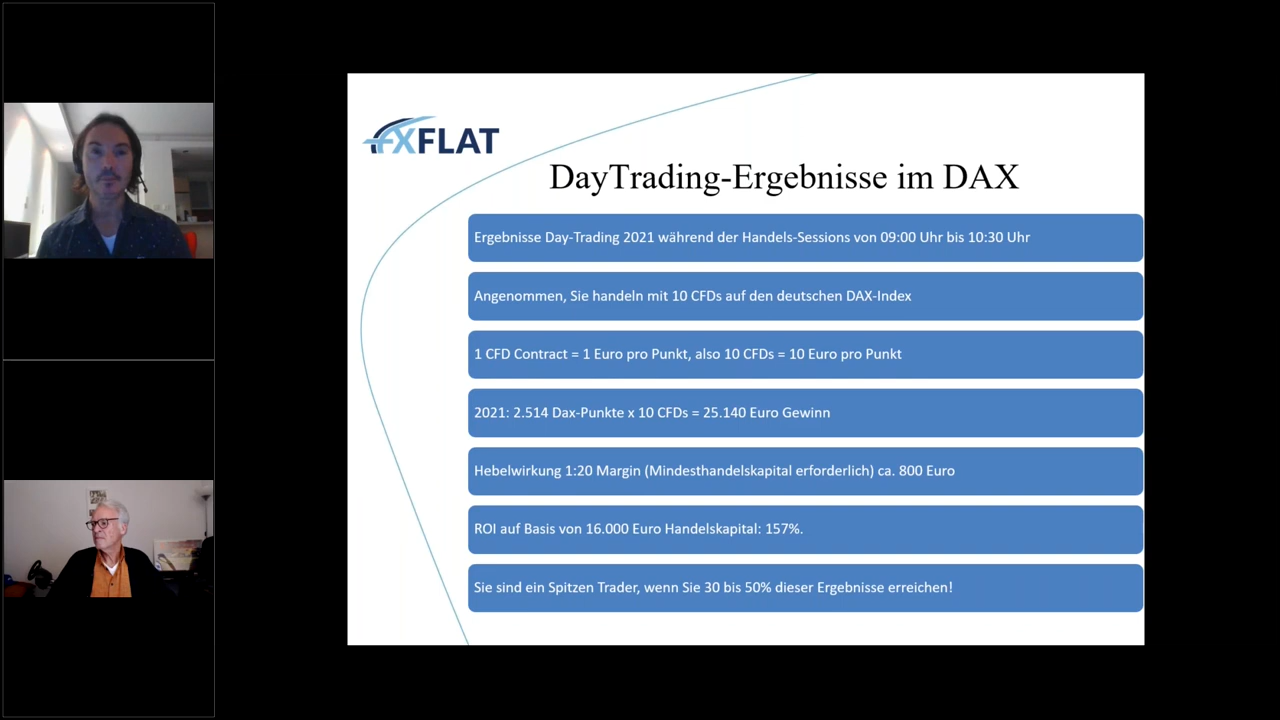 FXFLAT
DayTrading-Ergebnisse im DAX
Ergebnisse Day-Trading 2021 während der Handels-Sessions von 09:00 Uhr bis 10:30 Uhr
Angenommen, Sie handeln mit 10 CFDs auf den deutschen DAX-Index
1 CFD Contract = 1 Euro pro Punkt, also 10 CFDs = 10 Euro pro Punkt
2021: 2.514 Dax-Punkte x 10 CFDs = 25.140 Euro Gewinn
Hebelwirkung 1:20 Margin (Mindesthandelskapital erforderlich) ca. 800 Euro
ROI auf Basis von 16.000 Euro Handelskapital: 157%.
Sie sind ein Spitzen Trader, wenn Sie 30 bis 50% dieser Ergebnisse erreichen!